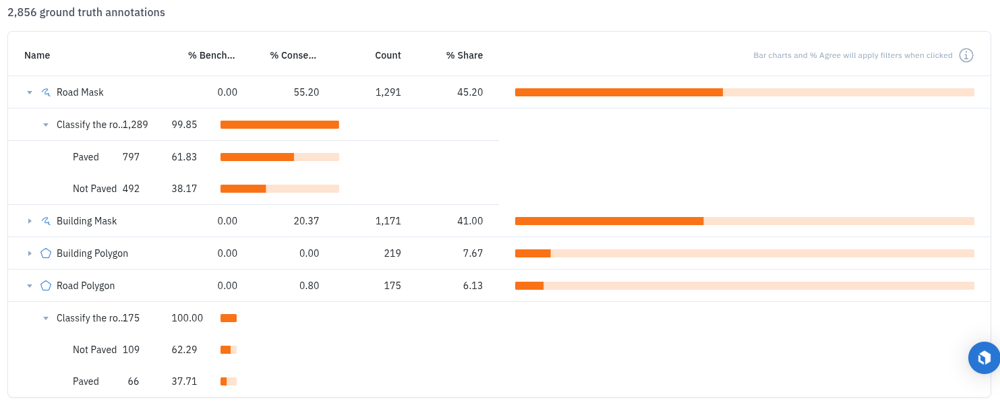 2,856 ground truth annotations
Name % Bench... % Conse... Count % Share Bar charts and % Agree will apply filters when clicked
Road Mask 0.00 55.20 1,291 45.20
Classify the ro... 1,289 99.85
Paved 797 61.83
Not Paved 492 38.17
Building Mask 0.00 20.37 1,171 41.00
Building Polygon 0.00 0.00 219 7.67
Road Polygon 0.00 0.80 175 6.13
Classify the ro... 175 100.00
Not Paved 109 62.29
Paved 66 37.71